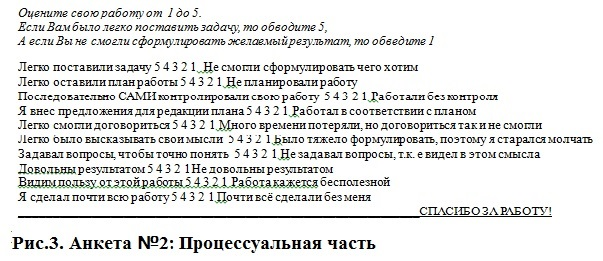 Оцените свою работу от 1 до 5.
Если Вам было легко поставить задачу, то обводите 5,
А если Вы не смогли сформулировать желаемый результат, то обведите 1
Легко поставили задачу 5 4 3 2 1 Не смогли сформулировать чего хотим
Легко оставили план работы 5 4 3 2 1 Не планировали работу
Последовательно САМИ контролировали свою работу 5 4 3 2 1 Работали без контроля
Я внес предложения для редакции плана 5 4 3 2 1 Работал в соответствии с планом
Легко смогли договориться 5 4 3 2 1 Много времени потеряли, но договориться так и не смогли
Легко было высказывать свои мысли 5 4 3 2 1 Было тяжело формулировать, поэтому я старался молчать
Задавал вопросы, чтобы точно понять 5 4 3 2 1 Не задавал вопросы, т.к. е видел в этом смысла
Довольны результатом 5 4 3 2 1 Не довольны результатом
Видим пользу от этой работы 5 4 3 2 1 Работа кажется бесполезной
Я сделал почти всю работу 5 4 3 2 1 Почти всё сделали без меня
СПАСИБО ЗА РАБОТУ!
Рис.3. Анкета №2: Процессуальная часть